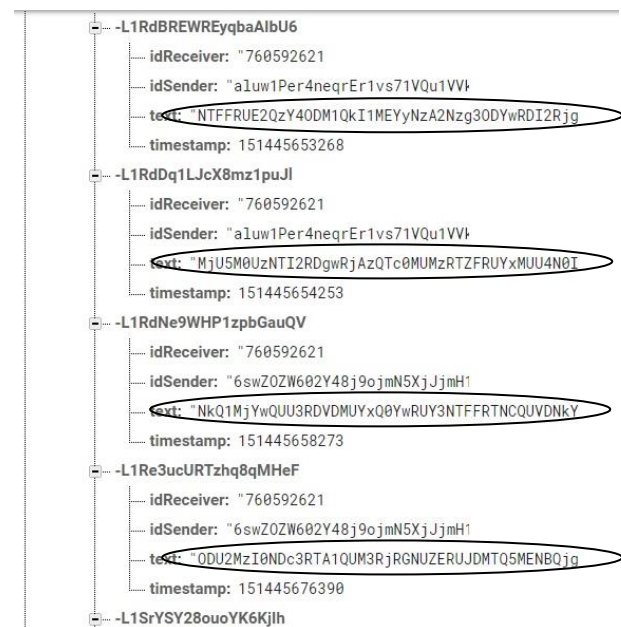 -L1RdBREWREyqbaAIbU6
idReceiver: "760592621
idSender: "aluw1Per4neqrEr1vs71VQu1VVk
text: "NTFFRUE2QzY4ODM1QkI1MEYyNzA2Nzg3ODYwRDI2Rjg
timestamp: 151445653268
-L1RdDq1LJcX8mz1puJl
idReceiver: "760592621
idSender: "aluw1Per4neqrEr1vs71VQu1VVk
text: "MjU5M0UzNTI2RDgwRjAzQTc0MUMzRTZFRUYxMUU4N0I
timestamp: 151445654253
-L1RdNe9WHP1zpbGauQV
idReceiver: "760592621
idSender: "6swZOZW602Y48j9ojmN5XjJjmH1
text: "NkQ1MjYwQUU3RDVDMUYxQ0YwRUY3NTFFRTNCQUVDNkY
timestamp: 151445658273
-L1Re3ucURTzhq8qMHeF
idReceiver: "760592621
idSender: "6swZOZW602Y48j9ojmN5XjJjmH1
text: "ODU2MzI0NDc3RTA1QUM3RjRGNUZERUJDMTQ5MENBQjg
timestamp: 151445676390
-L1SrYSY28ouoYK6Kjlh